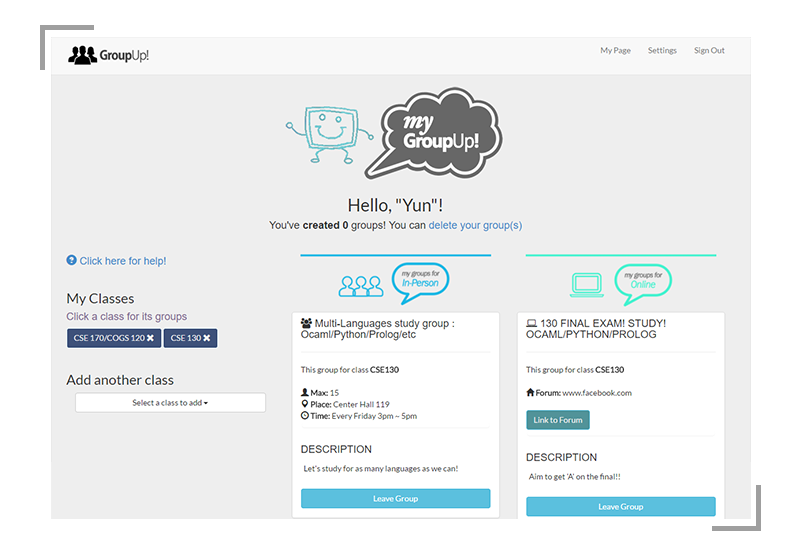 GroupUp!
My Page Settings Sign Out
my
GroupUp!
Hello, "Yun"!
You've created 0 groups! You can delete your group(s)
Click here for help!
My Classes
Click a class for its groups
CSE 170/COGS 120 CSE 130
Add another class
Select a class to add
my groups for
In-Person
Multi-Languages study group :
Ocaml/Python/Prolog/etc
This group for class CSE130
Max: 15
Place: Center Hall 119
Time: Every Friday 3pm ~ 5pm
DESCRIPTION
Let's study for as many languages as we can!
Leave Group
my groups for
Online
130 FINAL EXAM! STUDY!
OCAML/PYTHON/PROLOG
This group for class CSE130
Forum: www.facebook.com
Link to Forum
DESCRIPTION
Aim to get 'A' on the final!!
Leave Group